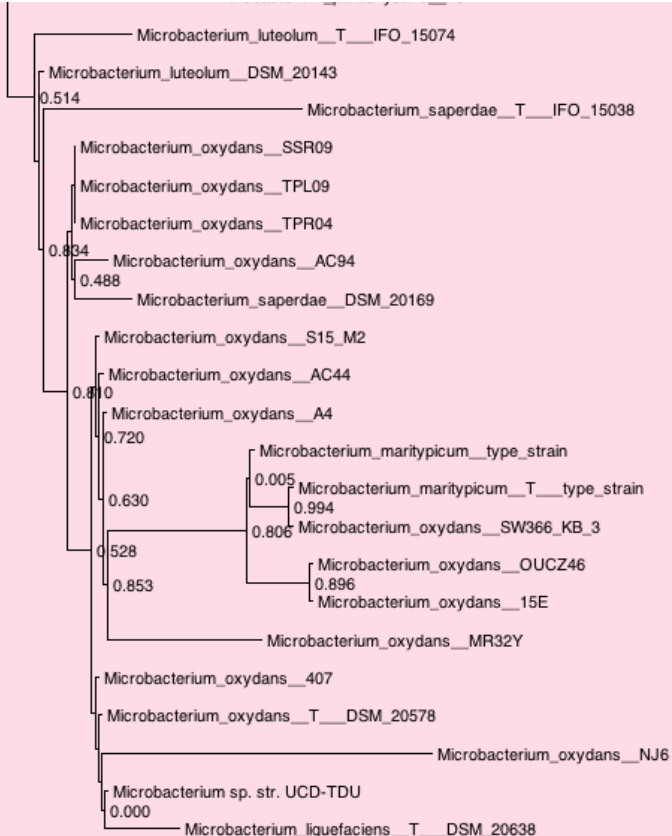 Microbacterium_luteolum__T___IFO_15074
Microbacterium_luteolum__DSM_20143
0.514
Microbacterium_saperdae__T___IFO_15038
Microbacterium_oxydans__SSR09
Microbacterium_oxydans__TPL09
Microbacterium_oxydans__TPR04
0.834
Microbacterium_oxydans__AC94
0.488
Microbacterium_saperdae__DSM_20169
Microbacterium_oxydans__S15_M2
Microbacterium_oxydans__AC44
0.810
Microbacterium_oxydans__A4
0.720
Microbacterium_maritypicum__type_strain
0.005
Microbacterium_maritypicum__T___type_strain
0.630
0.994
Microbacterium_oxydans__SW366_KB_3
0.806
0.528
Microbacterium_oxydans__OUCZ46
0.853
0.896
Microbacterium_oxydans__15E
Microbacterium_oxydans__MR32Y
Microbacterium_oxydans__407
Microbacterium_oxydans__T___DSM_20578
Microbacterium_oxydans__NJ6
Microbacterium sp. str. UCD-TDU
0.000
Microbacterium_liquefaciens__T___DSM_20638